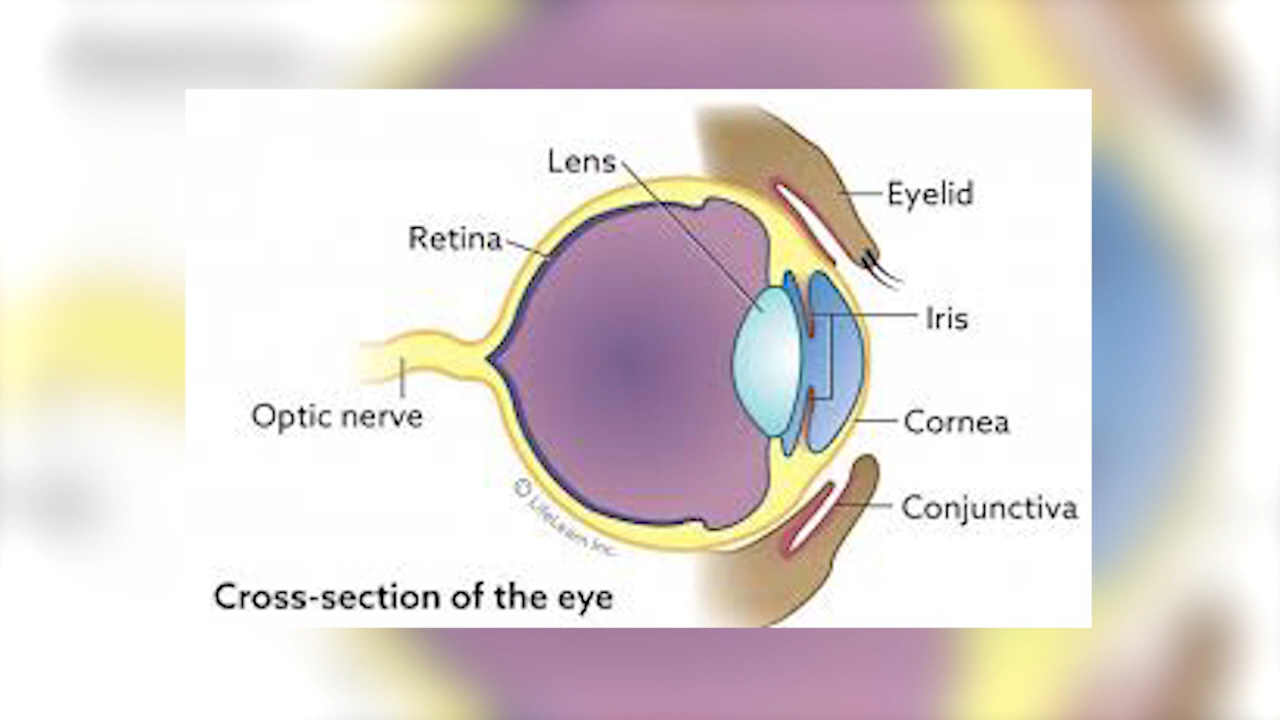 Lens
Eyelid
Retina
Iris
Optic nerve
Cornea
Conjunctiva
© LifeLearn Inc.
Cross-section of the eye